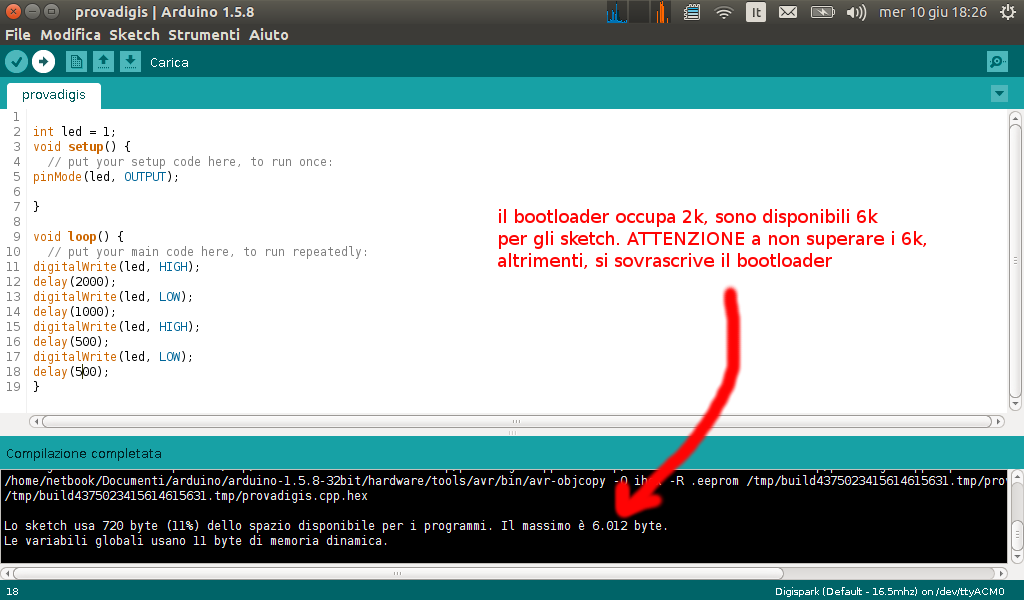 provadigis | Arduino 1.5.8
It
mer 10 giu 18:26
File Modifica Sketch Strumenti Aiuto
Carica
provadigis
1
2 int led = 1;
3 void setup() {
4 // put your setup code here, to run once:
5 pinMode(led, OUTPUT);
6
7 }
8
9 void loop() {
10 // put your main code here, to run repeatedly:
11 digitalWrite(led, HIGH);
12 delay(2000);
13 digitalWrite(led, LOW);
14 delay(1000);
15 digitalWrite(led, HIGH);
16 delay(500);
17 digitalWrite(led, LOW);
18 delay(500);
19 }
il bootloader occupa 2k, sono disponibili 6k
per gli sketch. ATTENZIONE a non superare i 6k,
altrimenti, si sovrascrive il bootloader
Compilazione completata
/home/netbook/Documenti/arduino/arduino-1.5.8-32bit/hardware/tools/avr/bin/avr-objcopy -O -R .eeprom /tmp/build4375023415614615631.tmp/prov
/tmp/build4375023415614615631.tmp/provadigis.cpp.hex
Lo sketch usa 720 byte (11%) dello spazio disponibile per i programmi. Il massimo è 6.012 byte.
Le variabili globali usano 11 byte di memoria dinamica.
18
Digispark (Default - 16.5mhz) on /dev/ttyACM0